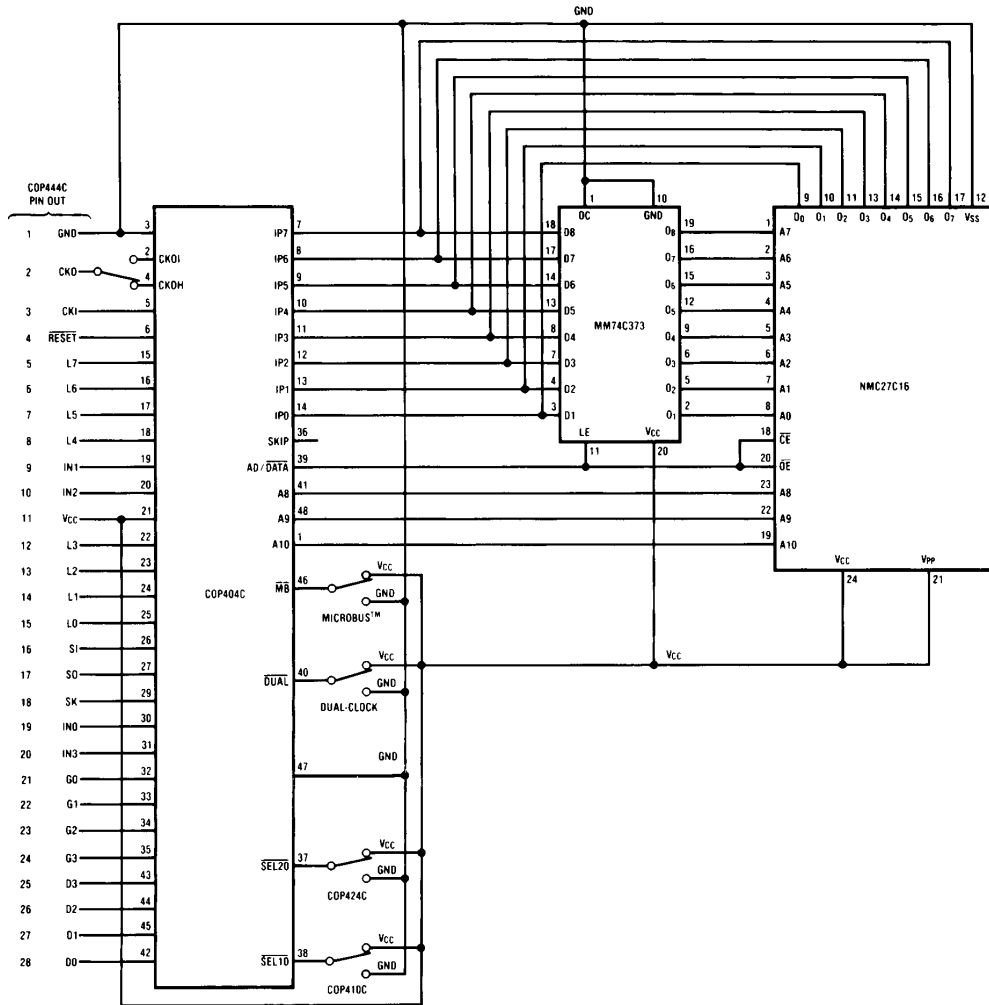 GND
COP444C
PIN OUT
1 GND 3
2 CKO
2 CKOI
4 CKOH
3 CKI 5
4 RESET 6
5 L7 15
6 L6 16
7 L5 17
8 L4 18
9 IN1 19
10 IN2 20
11 VCC 21
12 L3 22
13 L2 23
14 L1 24
15 L0 25
16 SI 26
17 SO 27
18 SK 29
19 IN0 30
20 IN3 31
21 G0 32
22 G1 33
23 G2 34
24 G3 35
25 D3 43
26 D2 44
27 D1 45
28 D0 42
COP404C
IP7 7
IP6 8
IP5 9
IP4 10
IP3 11
IP2 12
IP1 13
IP0 14
SKIP 36
AD/DATA 39
A8 41
A9 48
A10 1
MB 46
VCC
GND
MICROBUS™
DUAL 40
VCC
GND
DUAL-CLOCK
47 GND
SEL20 37
VCC
GND
COP424C
SEL10 38
VCC
GND
COP410C
1 10
OC GND
18 D8 O8 19
17 D7 O7 16
14 D6 O6 15
13 D5 O5 12
MM74C373
8 D4 O4 9
7 D3 O3 6
4 D2 O2 5
3 D1 O1 2
LE VCC
11 20
VCC
9 10 11 13 14 15 16 17 12
O0 O1 O2 O3 O4 O5 O6 O7 VSS
1 A7
2 A6
3 A5
4 A4
5 A3
6 A2
7 A1
8 A0
NMC27C16
18 CE
20 OE
23 A8
22 A9
19 A10
VCC VPP
24 21